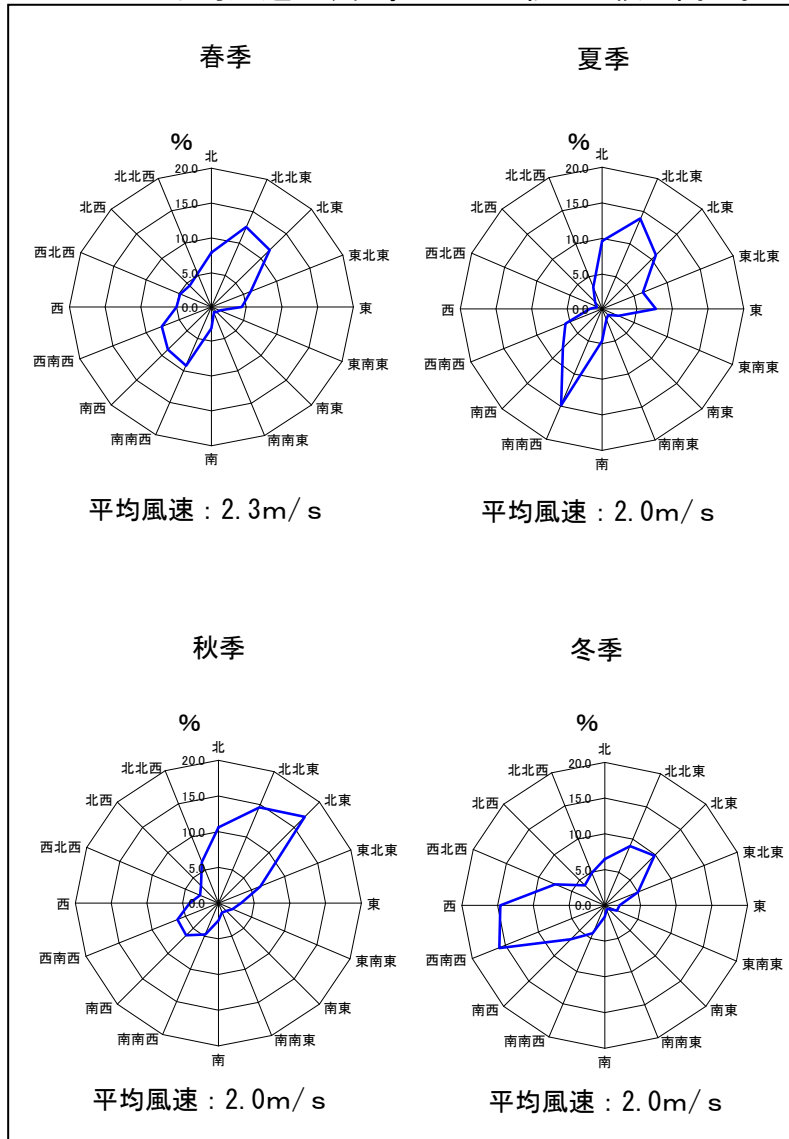 春季
%
北
北北東
北東
東北東
東
東南東
南東
南南東
南
南南西
南西
西南西
西
西北西
北西
北北西
20.0
15.0
10.0
5.0
0.0
平均風速：2.3m/s
夏季
%
北
北北東
北東
東北東
東
東南東
南東
南南東
南
南南西
南西
西南西
西
西北西
北西
北北西
20.0
15.0
10.0
5.0
0.0
平均風速：2.0m/s
秋季
%
北
北北東
北東
東北東
東
東南東
南東
南南東
南
南南西
南西
西南西
西
西北西
北西
北北西
20.0
15.0
10.0
5.0
0.0
平均風速：2.0m/s
冬季
%
北
北北東
北東
東北東
東
東南東
南東
南南東
南
南南西
南西
西南西
西
西北西
北西
北北西
20.0
15.0
10.0
5.0
0.0
平均風速：2.0m/s